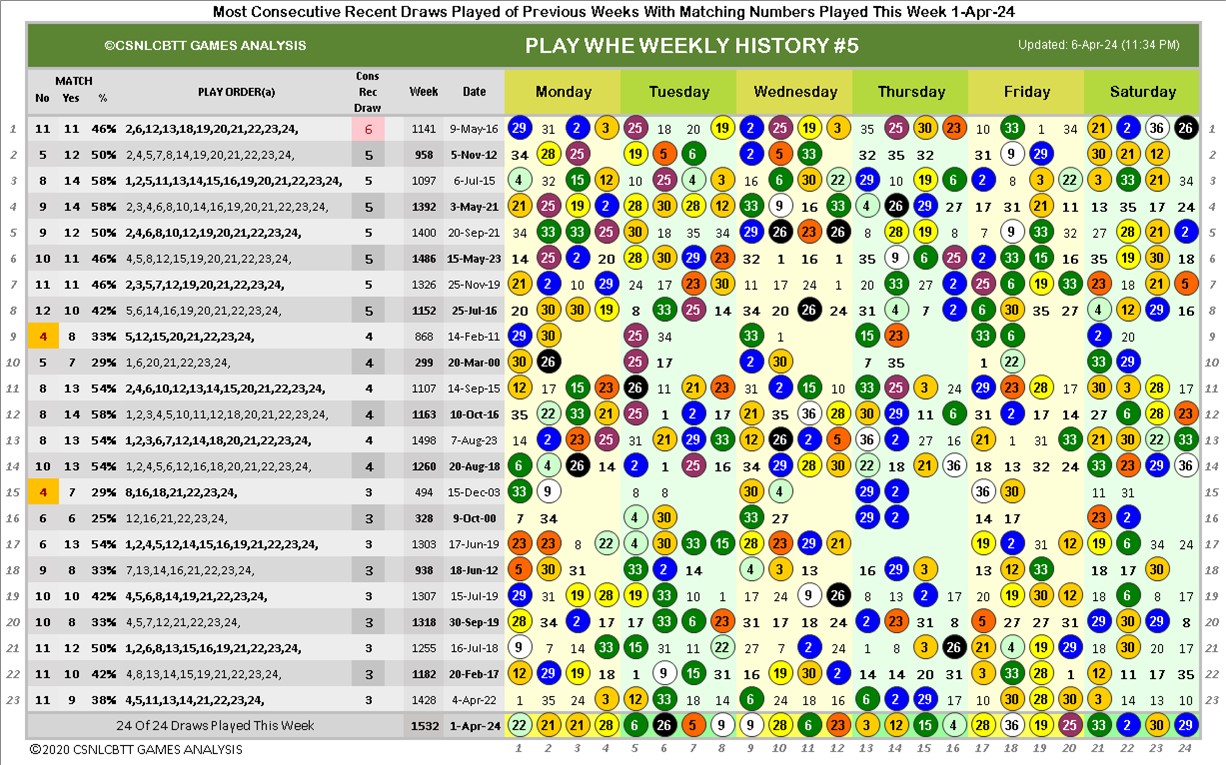 Most Consecutive Recent Draws Played of Previous Weeks With Matching Numbers Played This Week 1-Apr-24
©CSNLCBTT GAMES ANALYSIS PLAY WHE WEEKLY HISTORY #5 Updated: 6-Apr-24 (11:34 PM)
MATCH
No Yes % PLAY ORDER(a) Cons Rec Draw Week Date Monday Tuesday Wednesday Thursday Friday Saturday
1 11 11 46% 2,6,12,13,18,19,20,21,22,23,24, 6 1141 9-May-16 29 31 2 3 25 18 20 19 2 25 19 3 35 25 30 23 10 33 1 34 21 2 36 26 1
2 5 12 50% 2,4,5,7,8,14,19,20,21,22,23,24, 5 958 5-Nov-12 34 28 25 19 5 6 2 5 33 32 35 32 31 9 29 30 21 12 2
3 8 14 58% 1,2,5,11,13,14,15,16,19,20,21,22,23,24, 5 1097 6-Jul-15 4 32 15 12 10 25 4 3 16 6 30 22 29 10 19 6 2 8 3 22 3 33 21 34 3
4 9 14 58% 2,3,4,6,8,10,14,16,19,20,21,22,23,24, 5 1392 3-May-21 21 25 19 2 28 30 28 12 33 9 16 33 4 26 29 27 17 31 21 11 13 35 17 24 4
5 9 12 50% 2,4,6,8,10,12,19,20,21,22,23,24, 5 1400 20-Sep-21 34 33 33 25 30 18 35 34 29 26 23 26 8 28 19 8 7 9 33 32 27 28 21 2 5
6 10 11 46% 4,5,8,12,15,19,20,21,22,23,24, 5 1486 15-May-23 14 25 2 20 28 30 29 23 32 1 16 1 35 9 6 25 2 33 15 16 35 19 30 18 6
7 11 11 46% 2,3,5,7,12,19,20,21,22,23,24, 5 1326 25-Nov-19 21 2 10 29 24 17 23 30 11 17 24 1 20 33 27 2 25 6 19 33 23 18 21 5 7
8 12 10 42% 5,6,14,16,19,20,21,22,23,24, 5 1152 25-Jul-16 20 30 30 19 8 33 25 14 34 20 26 24 31 4 7 2 6 30 35 27 4 12 29 16 8
9 4 8 33% 5,12,15,20,21,22,23,24, 4 868 14-Feb-11 29 30 25 34 33 1 15 23 33 6 2 20 9
10 5 7 29% 1,6,20,21,22,23,24, 4 299 20-Mar-00 30 26 25 17 2 30 7 35 1 22 33 29 10
11 8 13 54% 2,4,6,10,12,13,14,15,20,21,22,23,24, 4 1107 14-Sep-15 12 17 15 23 26 11 21 23 31 2 15 10 33 25 3 24 29 23 28 17 30 3 28 17 11
12 8 14 58% 1,2,3,4,5,10,11,12,18,20,21,22,23,24, 4 1163 10-Oct-16 35 22 33 21 25 1 2 17 21 35 36 28 30 29 11 6 31 2 17 14 27 6 28 23 12
13 8 13 54% 1,2,3,6,7,12,14,18,20,21,22,23,24, 4 1498 7-Aug-23 14 2 23 25 31 21 29 33 12 26 2 5 36 2 27 16 21 1 31 33 21 30 22 33 13
14 10 13 54% 1,2,4,5,6,12,16,18,20,21,22,23,24, 4 1260 20-Aug-18 6 4 26 14 2 1 25 16 34 29 28 30 22 18 21 36 18 13 32 24 33 23 29 36 14
15 4 7 29% 8,16,18,21,22,23,24, 3 494 15-Dec-03 33 9 8 8 30 4 29 2 36 30 11 31 15
16 6 6 25% 12,16,21,22,23,24, 3 328 9-Oct-00 7 34 4 30 33 27 29 2 14 17 23 2 16
17 6 13 54% 1,2,4,5,12,14,15,16,19,21,22,23,24, 3 1303 17-Jun-19 23 23 8 22 4 30 33 15 28 23 29 21 19 2 31 12 19 6 34 24 17
18 9 8 33% 7,13,14,16,21,22,23,24, 3 938 18-Jun-12 5 30 31 33 2 14 4 3 13 16 29 3 13 12 33 18 17 30 18
19 10 10 42% 4,5,6,8,14,19,21,22,23,24, 3 1307 15-Jul-19 29 31 19 28 19 33 10 1 17 24 9 26 8 13 2 17 20 19 30 12 18 6 8 17 19
20 10 8 33% 4,5,7,12,21,22,23,24, 3 1318 30-Sep-19 28 34 2 17 17 33 6 23 31 17 18 24 2 23 31 8 5 27 27 31 29 30 29 8 20
21 11 12 50% 1,2,6,8,13,15,16,19,21,22,23,24, 3 1255 16-Jul-18 9 7 14 33 15 31 11 22 27 7 2 24 1 8 3 26 21 4 19 29 18 30 20 17 21
22 11 10 42% 4,8,13,14,15,19,21,22,23,24, 3 1182 20-Feb-17 12 29 19 18 1 9 15 31 16 19 30 2 14 14 20 31 3 33 28 1 12 11 17 35 22
23 11 9 38% 4,5,11,13,14,21,22,23,24, 3 1428 4-Apr-22 1 35 24 3 12 33 18 14 6 24 18 16 6 2 29 17 10 30 28 30 3 14 13 10 23
24 Of 24 Draws Played This Week 1532 1-Apr-24 22 21 21 28 6 26 5 9 9 28 6 23 3 12 15 4 28 36 19 25 33 2 30 29
©2020 CSNLCBTT GAMES ANALYSIS 1 2 3 4 5 6 7 8 9 10 11 12 13 14 15 16 17 18 19 20 21 22 23 24